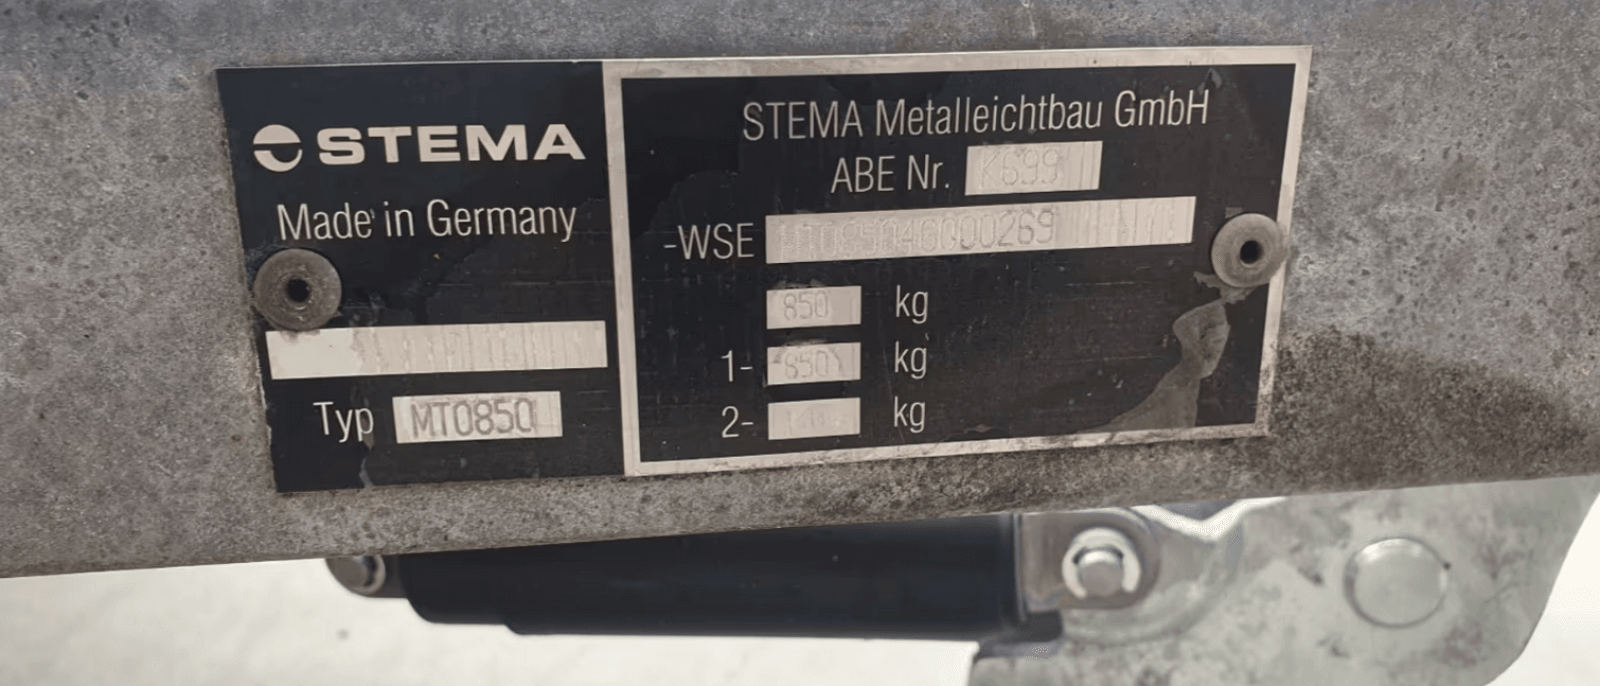 STEMA
Made in Germany
Typ MT0850
STEMA Metalleichtbau GmbH
ABE Nr. K699
-WSE
850 kg
1- 850 kg
2- kg